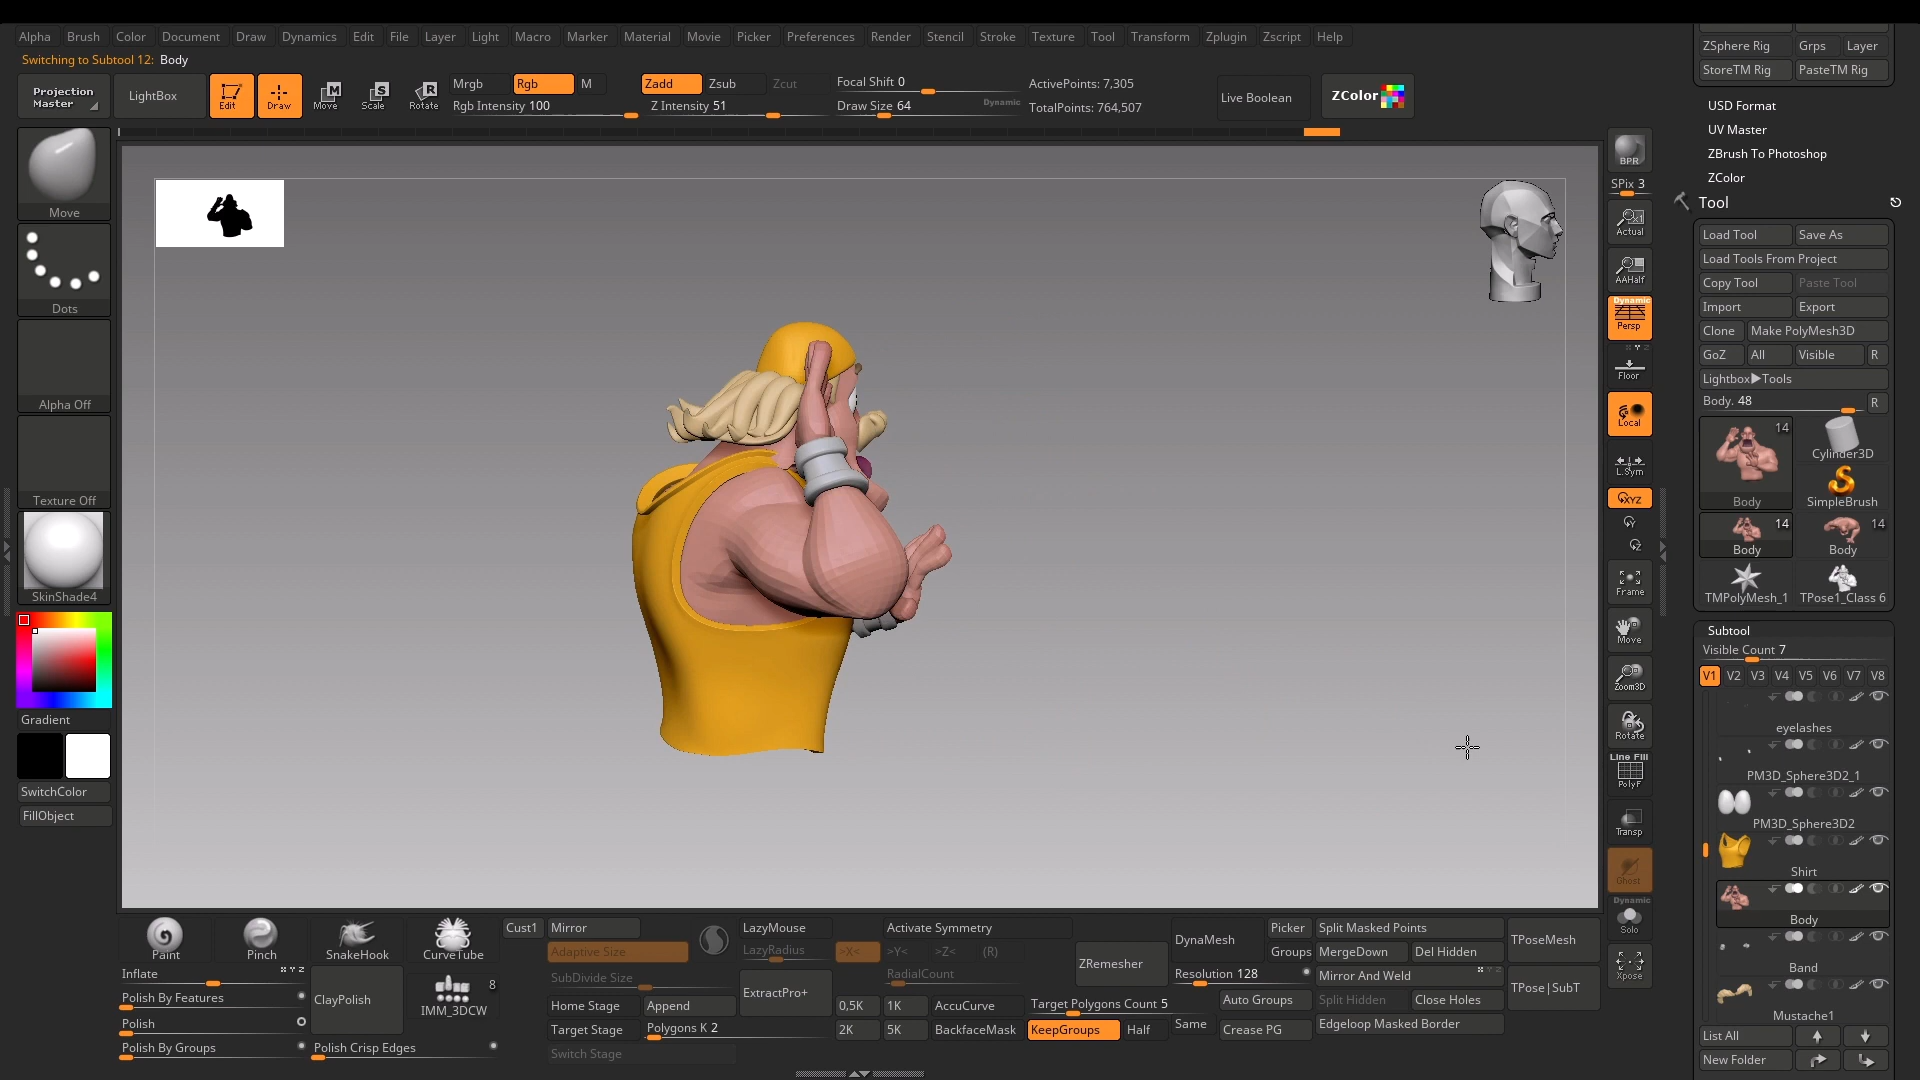 Alpha Brush Color Document Draw Dynamics Edit File Layer Light Macro Marker Material Movie Picker Preferences Render Stencil Stroke Texture Tool Transform Zplugin Zscript Help
Switching to Subtool 12: Body
Projection Master
LightBox
Edit
Draw
Move
Scale
Rotate
Mrgb Rgb M
Rgb Intensity 100
Zadd Zsub Zcut
Z Intensity 51
Focal Shift 0
Draw Size 64
Dynamic
ActivePoints: 7,305
TotalPoints: 764,507
Live Boolean
ZColor
Move
Dots
Alpha Off
Texture Off
SkinShade4
Gradient
SwitchColor
FillObject
BPR
SPix 3
Actual
AAHalf
Dynamic
Persp
Floor
Local
L.Sym
XYZ
Frame
Move
Zoom3D
Rotate
Line Fill
PolyF
Transp
Ghost
Dynamic
Solo
Xpose
ZSphere Rig Grps Layer
StoreTM Rig PasteTM Rig
USD Format
UV Master
ZBrush To Photoshop
ZColor
Tool
Load Tool Save As
Load Tools From Project
Copy Tool Paste Tool
Import Export
Clone Make PolyMesh3D
GoZ All Visible R
Lightbox▶Tools
Body. 48 R
14
Body
Cylinder3D
SimpleBrush
14
Body
14
Body
TMPolyMesh_1
TPose1_Class 6
Subtool
Visible Count 7
V1 V2 V3 V4 V5 V6 V7 V8
eyelashes
PM3D_Sphere3D2_1
PM3D_Sphere3D2
Shirt
Body
Band
Mustache1
List All
New Folder
Paint
Pinch
SnakeHook
CurveTube
Inflate
Polish By Features
Polish
Polish By Groups
ClayPolish
Polish Crisp Edges
IMM_3DCW
8
Cust1
Mirror
Adaptive Size
SubDivide Size
Home Stage
Append
Target Stage
Polygons K 2
Switch Stage
LazyMouse
LazyRadius
ExtractPro+
>X< >Y< >Z< (R)
Activate Symmetry
RadialCount
0,5K 1K AccuCurve
2K 5K BackfaceMask
ZRemesher
Target Polygons Count 5
KeepGroups Half Same
DynaMesh
Resolution 128
Picker
Groups
Auto Groups
Crease PG
Split Masked Points
MergeDown Del Hidden
Mirror And Weld
Split Hidden Close Holes
Edgeloop Masked Border
TPoseMesh
TPose|SubT